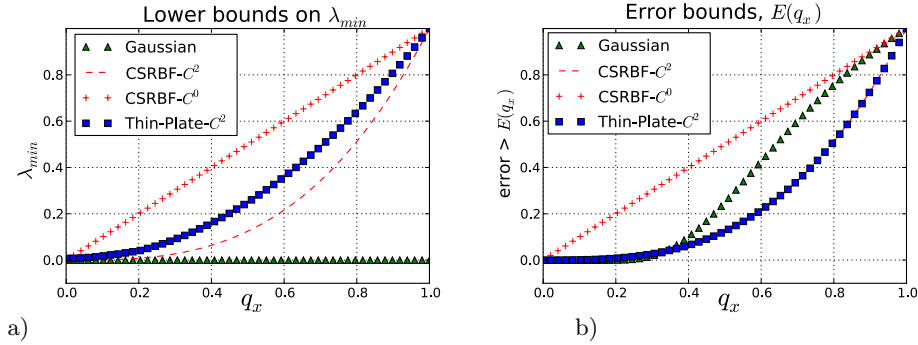 Lower bounds on λ_min
Gaussian
CSRBF-C²
CSRBF-C⁰
Thin-Plate-C²
λ_min
0.8
0.6
0.4
0.2
0.0
0.0 0.2 0.4 0.6 0.8 1.0
q_x
a)
Error bounds, E(q_x)
Gaussian
CSRBF-C²
CSRBF-C⁰
Thin-Plate-C²
error > E(q_x)
0.8
0.6
0.4
0.2
0.0
0.0 0.2 0.4 0.6 0.8 1.0
q_x
b)